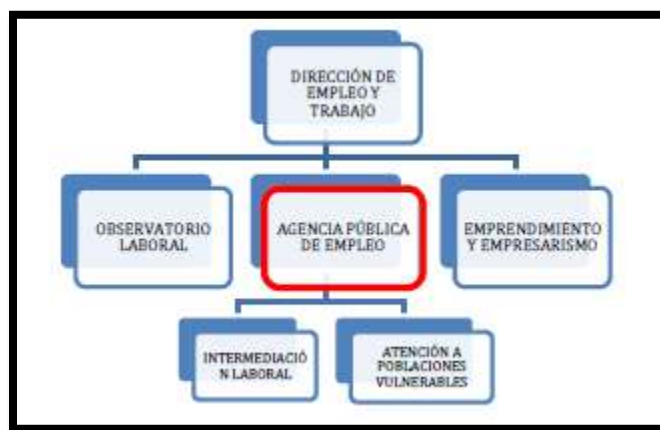 DIRECCIÓN DE
EMPLEO Y
TRABAJO
OBSERVATORIO
LABORAL
AGENCIA PÚBLICA
DE EMPLEO
EMPRENDIMIENTO
Y EMPRESARISMO
INTERMEDIACIÓ
N LABORAL
ATENCIÓN A
POBLACIONES
VULNERABLES